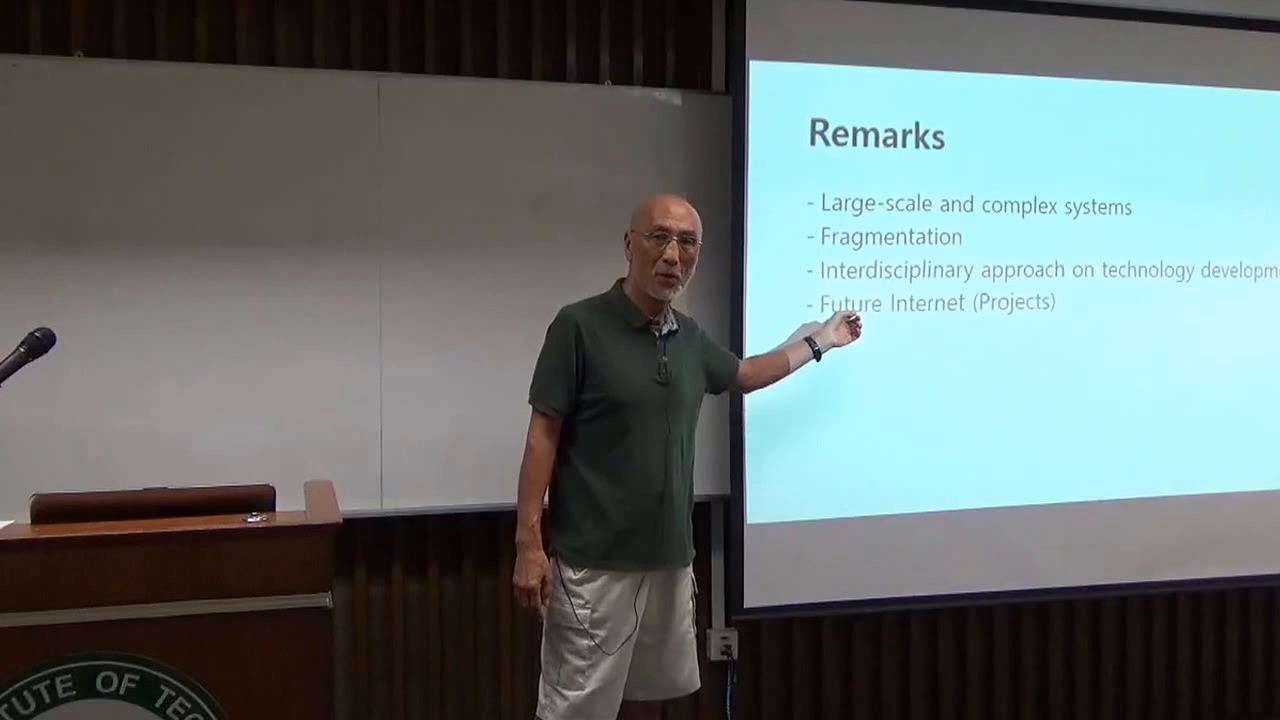 Remarks
- Large-scale and complex systems
- Fragmentation
- Interdisciplinary approach on technology developm
- Future Internet (Projects)
TUTE OF TEC